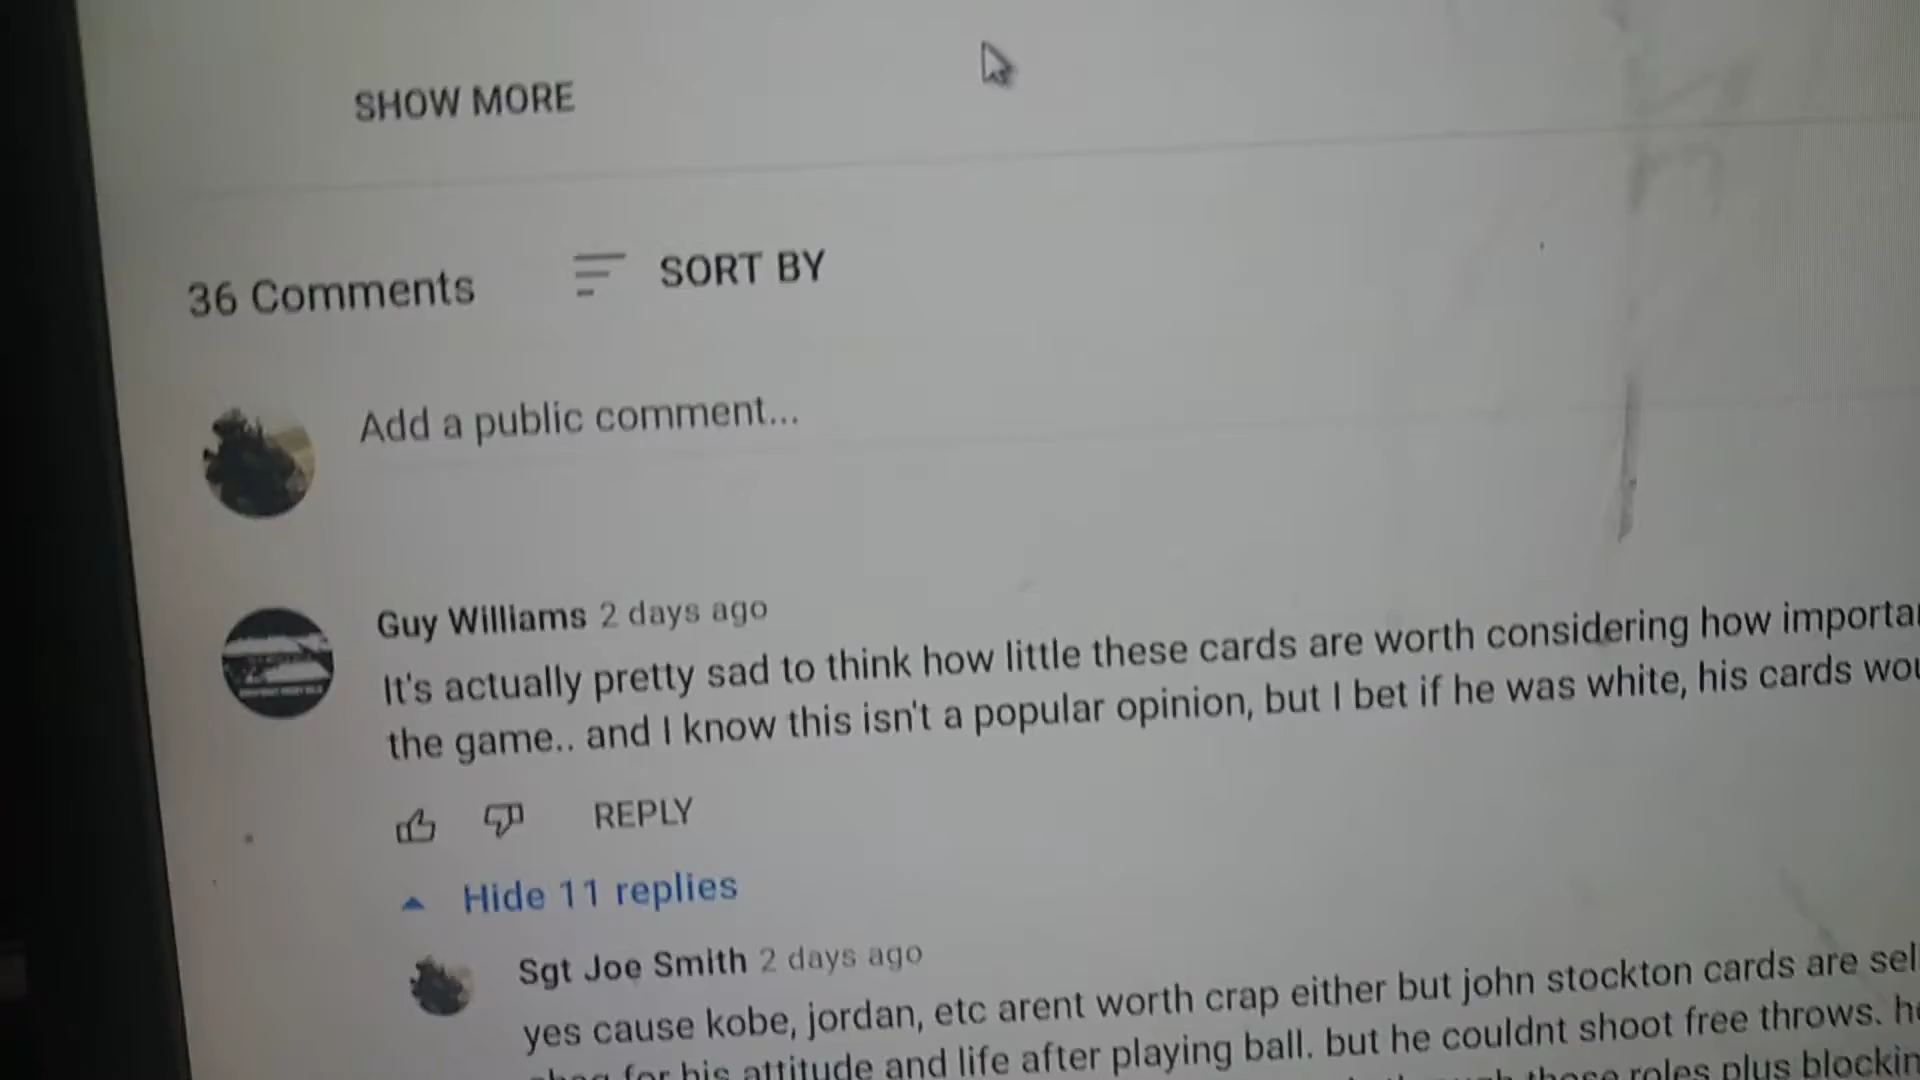 SHOW MORE
36 Comments SORT BY
Add a public comment...
Guy Williams 2 days ago
It's actually pretty sad to think how little these cards are worth considering how
the game.. and I know this isn't a popular opinion, but I bet if he was white, his cards
REPLY
Hide 11 replies
Sgt Joe Smith 2 days ago
yes cause kobe, jordan, etc arent worth crap either but john stockton cards are
for his attitude and life after playing ball. but he couldnt shoot free throws.
those roles plus